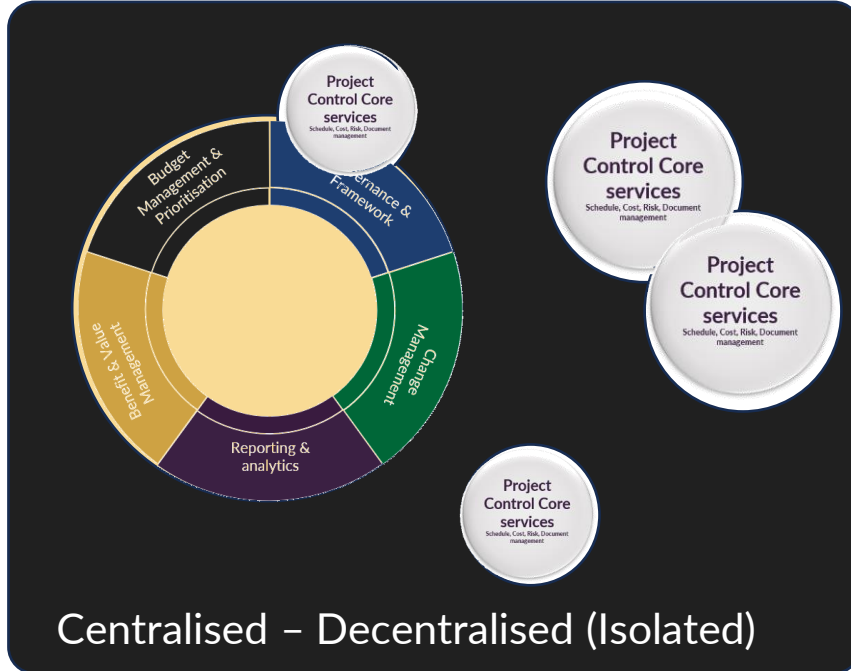 Project
Control Core
services
Schedule, Cost, Risk, Document
management
Budget
Management &
Prioritisation
ernance &
Framework
Benefit & Value
Management
Change
Management
Reporting &
analytics
Project
Control Core
services
Schedule, Cost, Risk, Document
management
Project
Control Core
services
Schedule, Cost, Risk, Document
management
Project
Control Core
services
Schedule, Cost, Risk, Document
management
Centralised – Decentralised (Isolated)